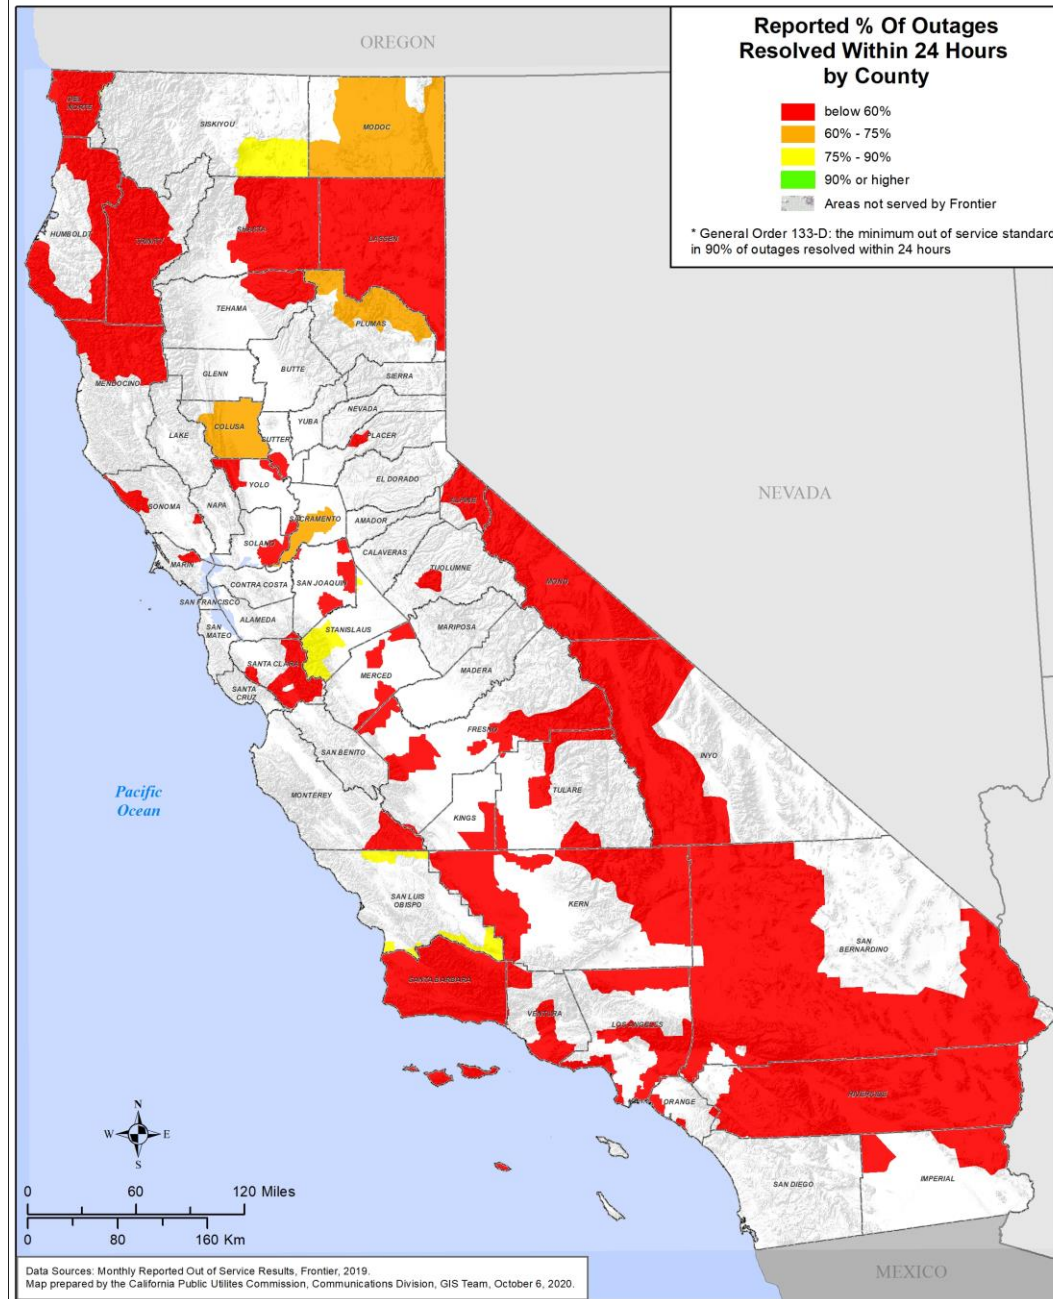 Reported % Of Outages
Resolved Within 24 Hours
by County
below 60%
60% - 75%
75% - 90%
90% or higher
Areas not served by Frontier
* General Order 133-D: the minimum out of service standard
in 90% of outages resolved within 24 hours
OREGON
DEL
NORTE
SISKIYOU
MODOC
HUMBOLDT
TRINITY
SHASTA
LASSEN
TEHAMA
PLUMAS
MENDOCINO
GLENN
BUTTE
SIERRA
NEVADA
COLUSA
YUBA
SUTTER
PLACER
LAKE
EL DORADO
NEVADA
YOLO
SONOMA
NAPA
SACRAMENTO
AMADOR
ALPINE
SOLANO
CALAVERAS
MARIN
TUOLUMNE
MONO
CONTRA COSTA
SAN JOAQUIN
SAN FRANCISCO
ALAMEDA
STANISLAUS
MARIPOSA
SAN
MATEO
SANTA CLARA
MERCED
MADERA
SANTA
CRUZ
FRESNO
SAN BENITO
INYO
TULARE
Pacific
Ocean
MONTEREY
KINGS
SAN LUIS
OBISPO
KERN
SAN
BERNARDINO
SANTA BARBARA
VENTURA
LOS ANGELES
ORANGE
RIVERSIDE
SAN DIEGO
IMPERIAL
N
W
E
S
0
60
120 Miles
0
80
160 Km
MEXICO
Data Sources: Monthly Reported Out of Service Results, Frontier, 2019.
Map prepared by the California Public Utilites Commission, Communications Division, GIS Team, October 6, 2020.